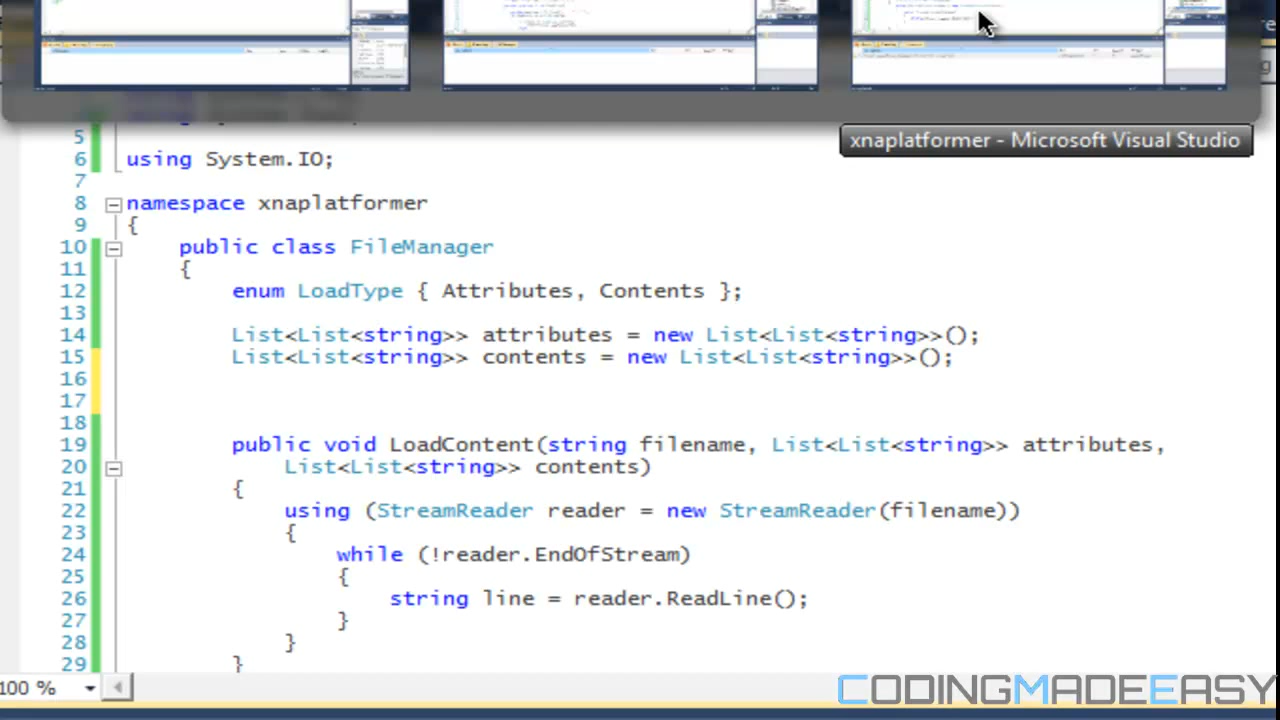 xnaplatformer - Microsoft Visual Studio
5
6 using System.IO;
7
8 namespace xnaplatformer
9 {
10 public class FileManager
11 {
12 enum LoadType { Attributes, Contents };
13
14 List<List<string>> attributes = new List<List<string>>();
15 List<List<string>> contents = new List<List<string>>();
16
17
18
19 public void LoadContent(string filename, List<List<string>> attributes,
20 List<List<string>> contents)
21 {
22 using (StreamReader reader = new StreamReader(filename))
23 {
24 while (!reader.EndOfStream)
25 {
26 string line = reader.ReadLine();
27 }
28 }
29 }
100 %
CODINGMADEEASY